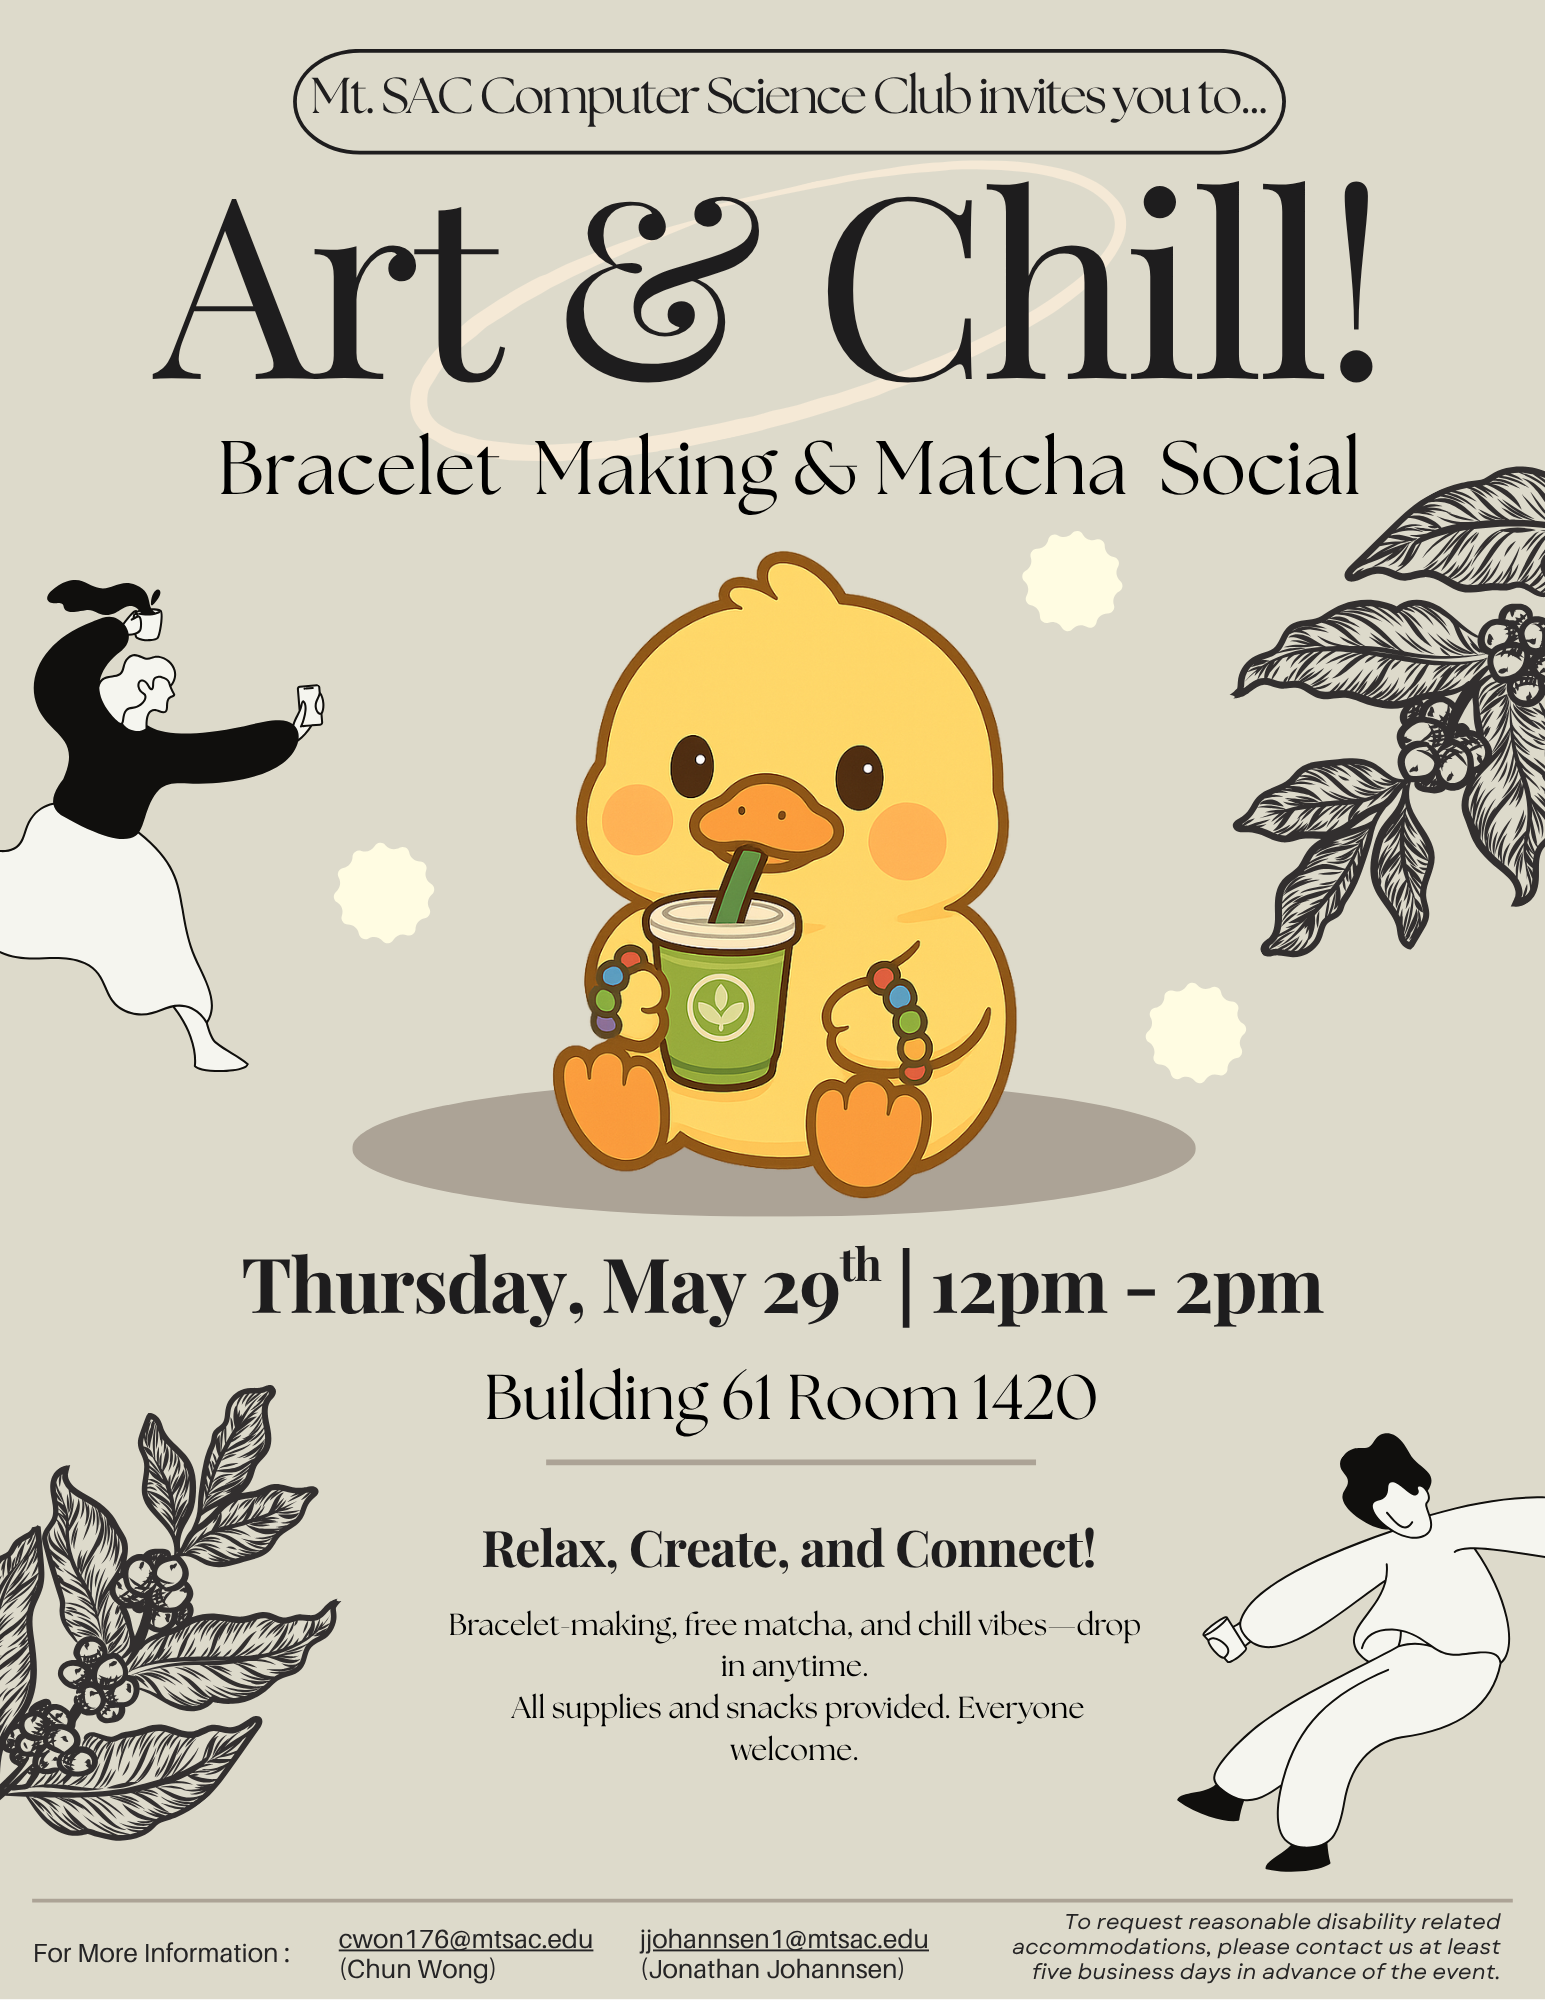 Mt. SAC Computer Science Club invites you to...
Art & Chill!
Bracelet Making & Matcha Social
Thursday, May 29th | 12pm - 2pm
Building 61 Room 1420
Relax, Create, and Connect!
Bracelet-making, free matcha, and chill vibes—drop
in anytime.
All supplies and snacks provided. Everyone
welcome.
For More Information :
cwon176@mtsac.edu
(Chun Wong)
jjohannsen1@mtsac.edu
(Jonathan Johannsen)
To request reasonable disability related
accommodations, please contact us at least
five business days in advance of the event.